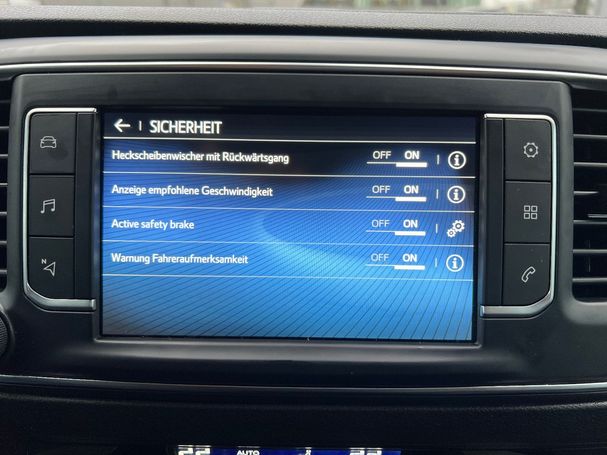 SICHERHEIT
Heckscheibenwischer mit Rückwärtsgang OFF ON
Anzeige empfohlene Geschwindigkeit OFF ON
Active safety brake OFF ON
Warnung Fahreraufmerksamkeit OFF ON
N
AUTO